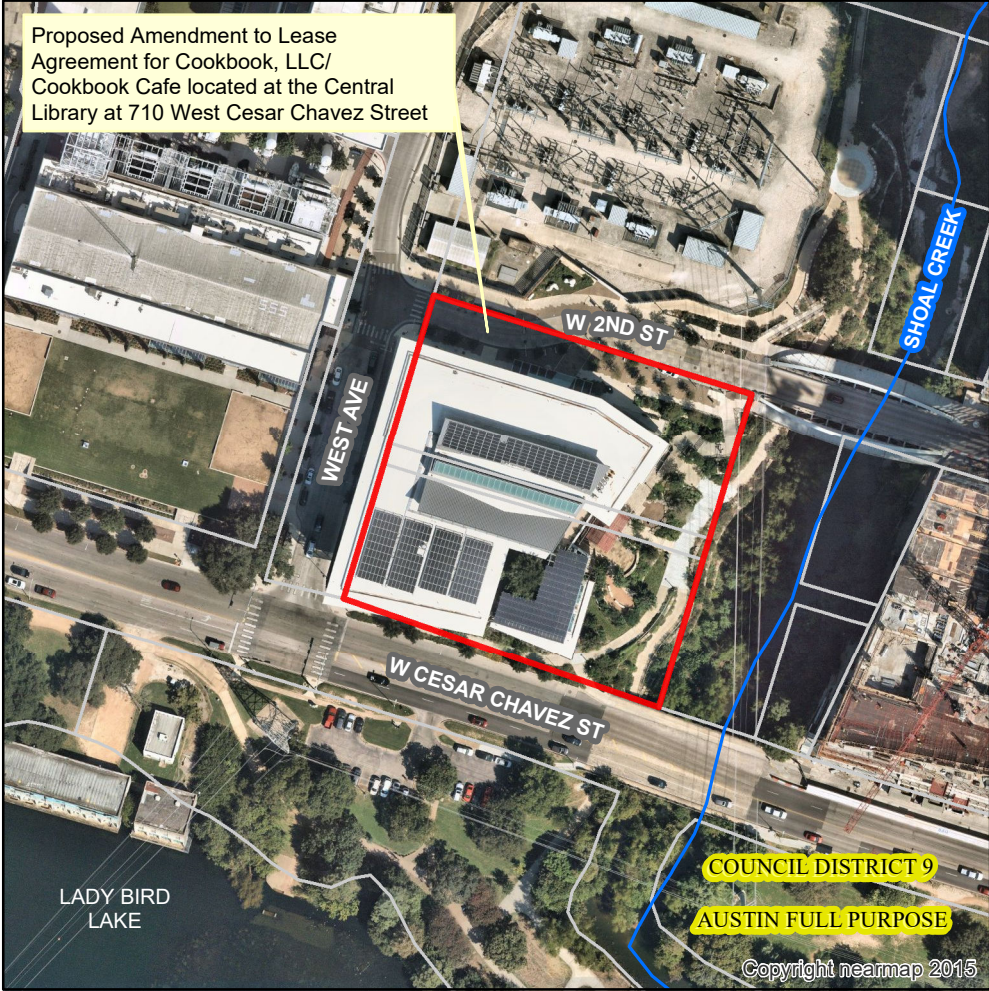 Proposed Amendment to Lease
Agreement for Cookbook, LLC/
Cookbook Cafe located at the Central
Library at 710 West Cesar Chavez Street
W 2ND ST
SHOAL CREEK
WEST AVE
W CESAR CHAVEZ ST
LADY BIRD
LAKE
COUNCIL DISTRICT 9
AUSTIN FULL PURPOSE
Copyright nearmap 2015